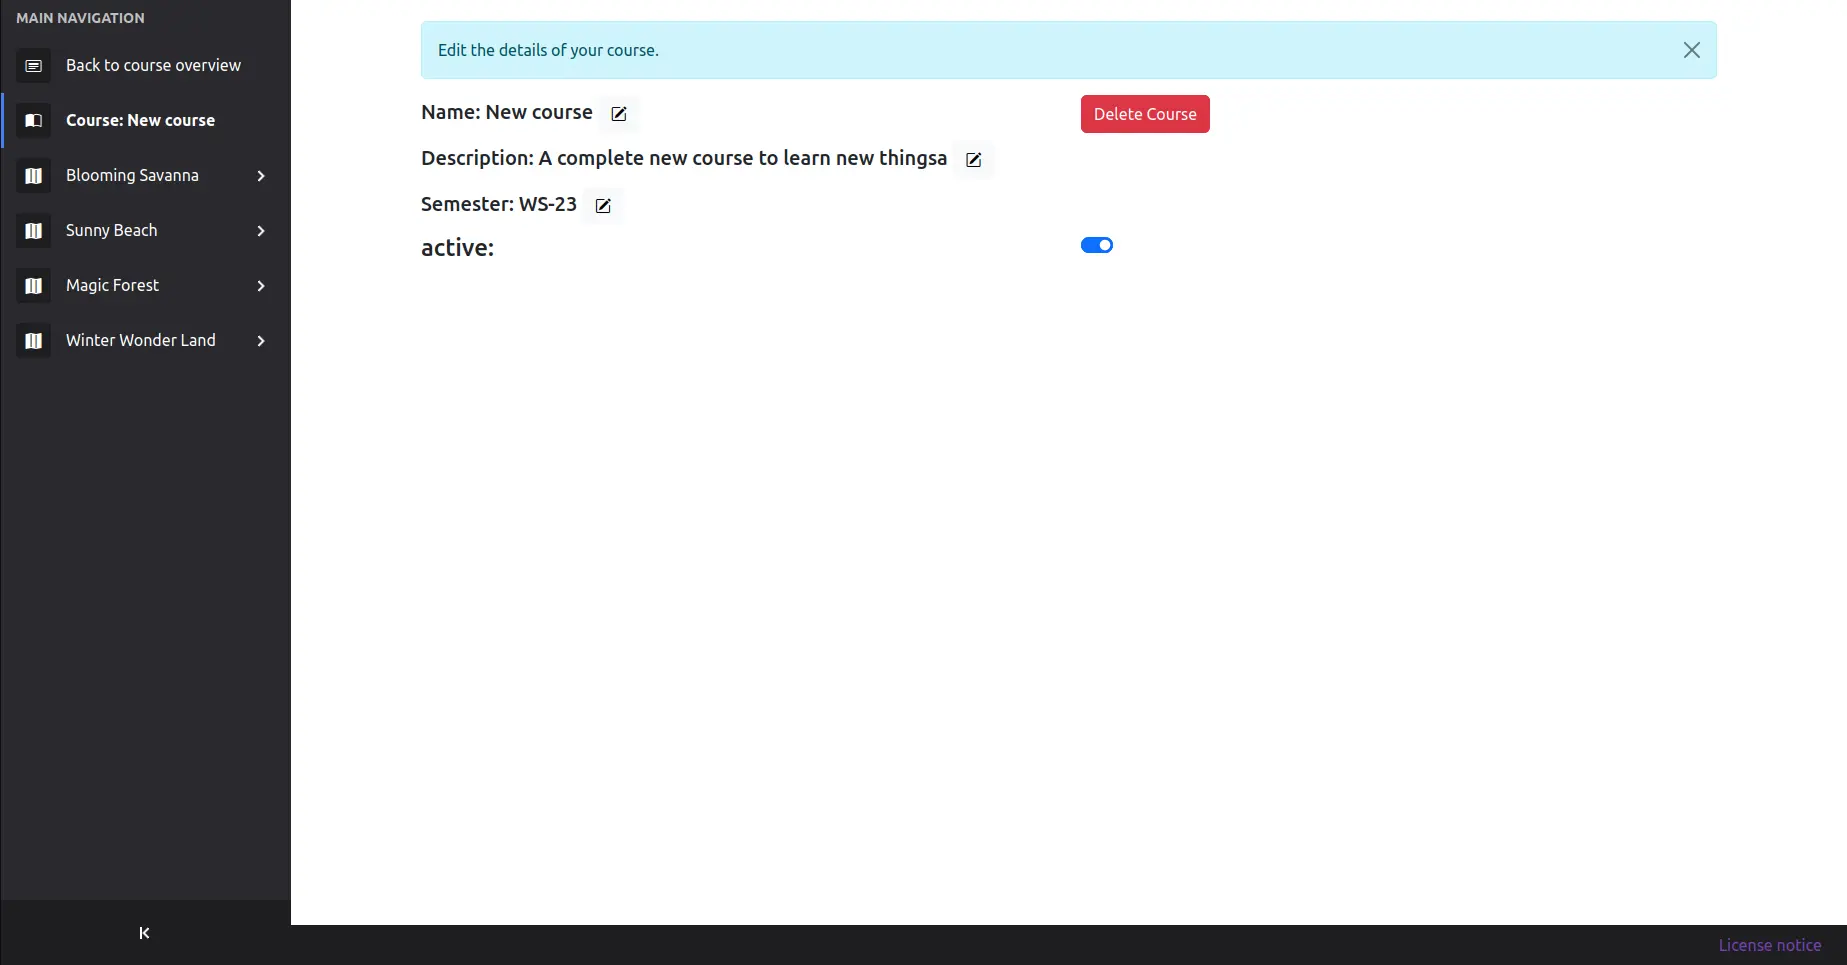 MAIN NAVIGATION
Back to course overview
Course: New course
Blooming Savanna
Sunny Beach
Magic Forest
Winter Wonder Land
Edit the details of your course.
Name: New course
Delete Course
Description: A complete new course to learn new thingsa
Semester: WS-23
active:
License notice